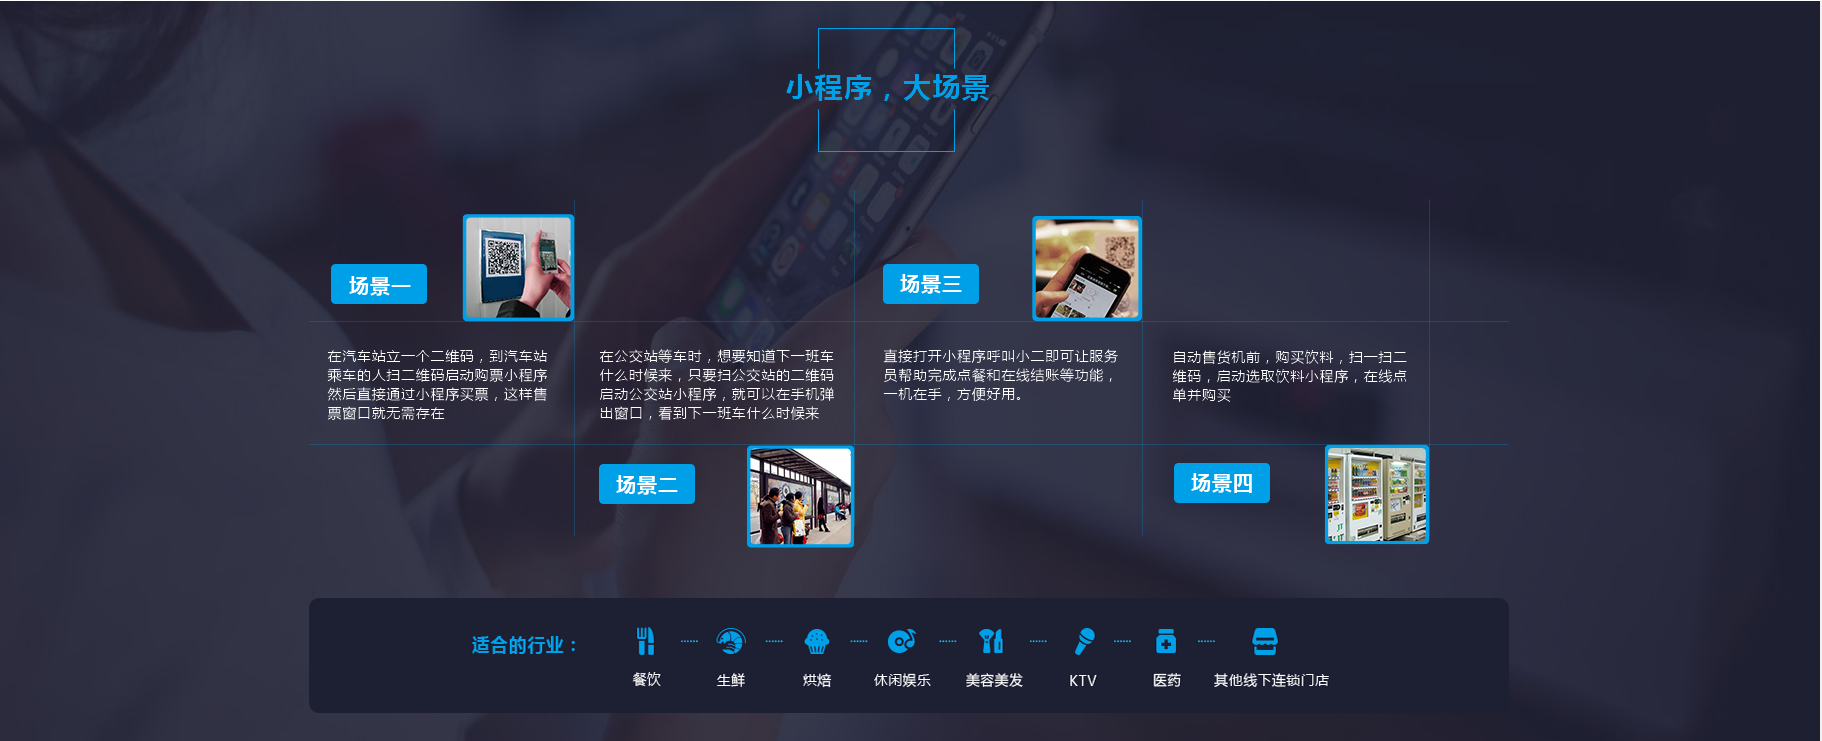 小程序，大场景
场景一
在汽车站立一个二维码，到汽车站
乘车的人扫二维码启动购票小程序
然后直接通过小程序买票，这样售
票窗口就无需存在
场景二
在公交站等车时，想要知道下一班车
什么时候来，只要扫公交站的二维码
启动公交站小程序，就可以在手机弹
出窗口，看到下一班车什么时候来
场景三
直接打开小程序呼叫小二即可让服务
员帮助完成点餐和在线结账等功能，
一机在手，方便好用。
场景四
自动售货机前，购买饮料，扫一扫二
维码，启动选取饮料小程序，在线点
单并购买
适合的行业：
餐饮
生鲜
烘焙
休闲娱乐
美容美发
KTV
医药
其他线下连锁门店